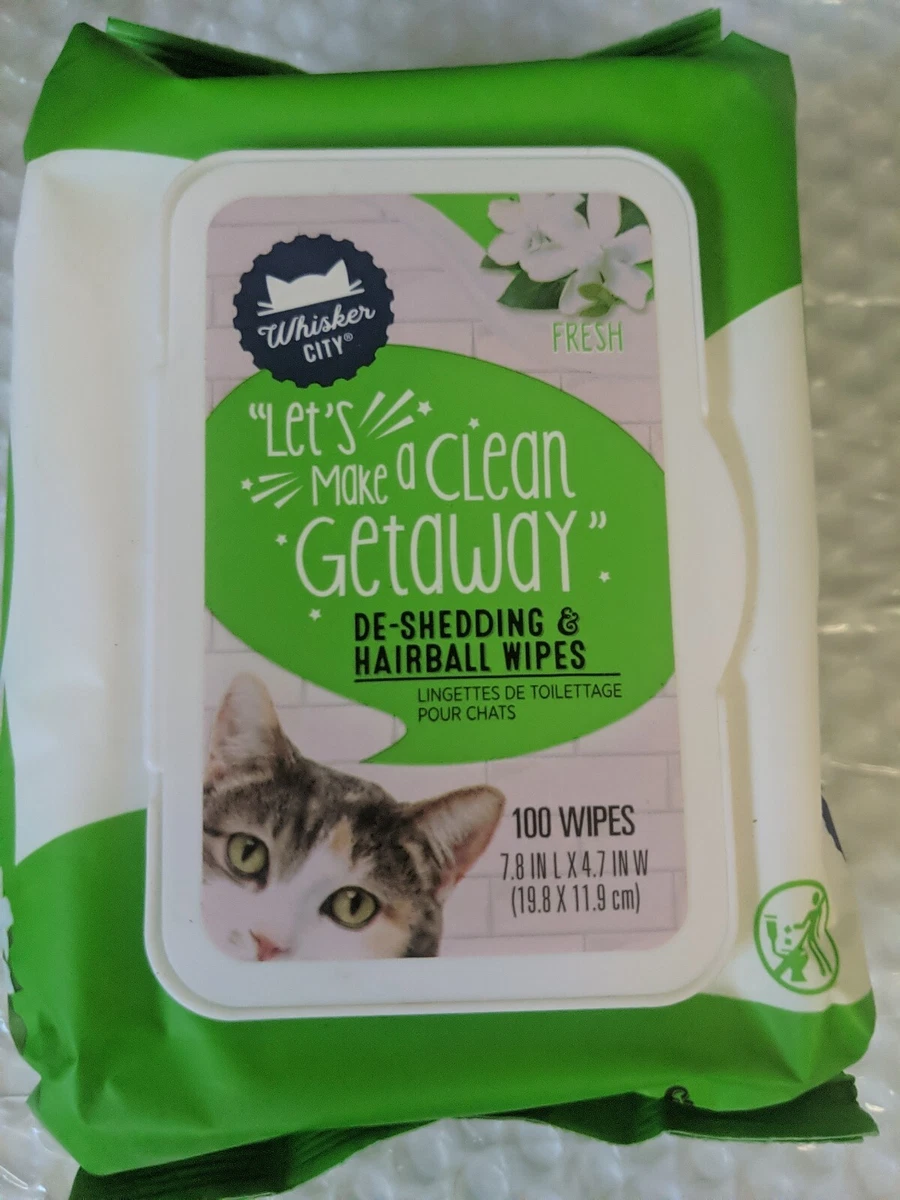 Whisker
CITY®
FRESH
"Let's
Make a Clean
Getaway"
DE-SHEDDING &
HAIRBALL WIPES
LINGETTES DE TOILETTAGE
POUR CHATS
100 WIPES
7.8 IN L X 4.7 IN W
(19.8 X 11.9 cm)